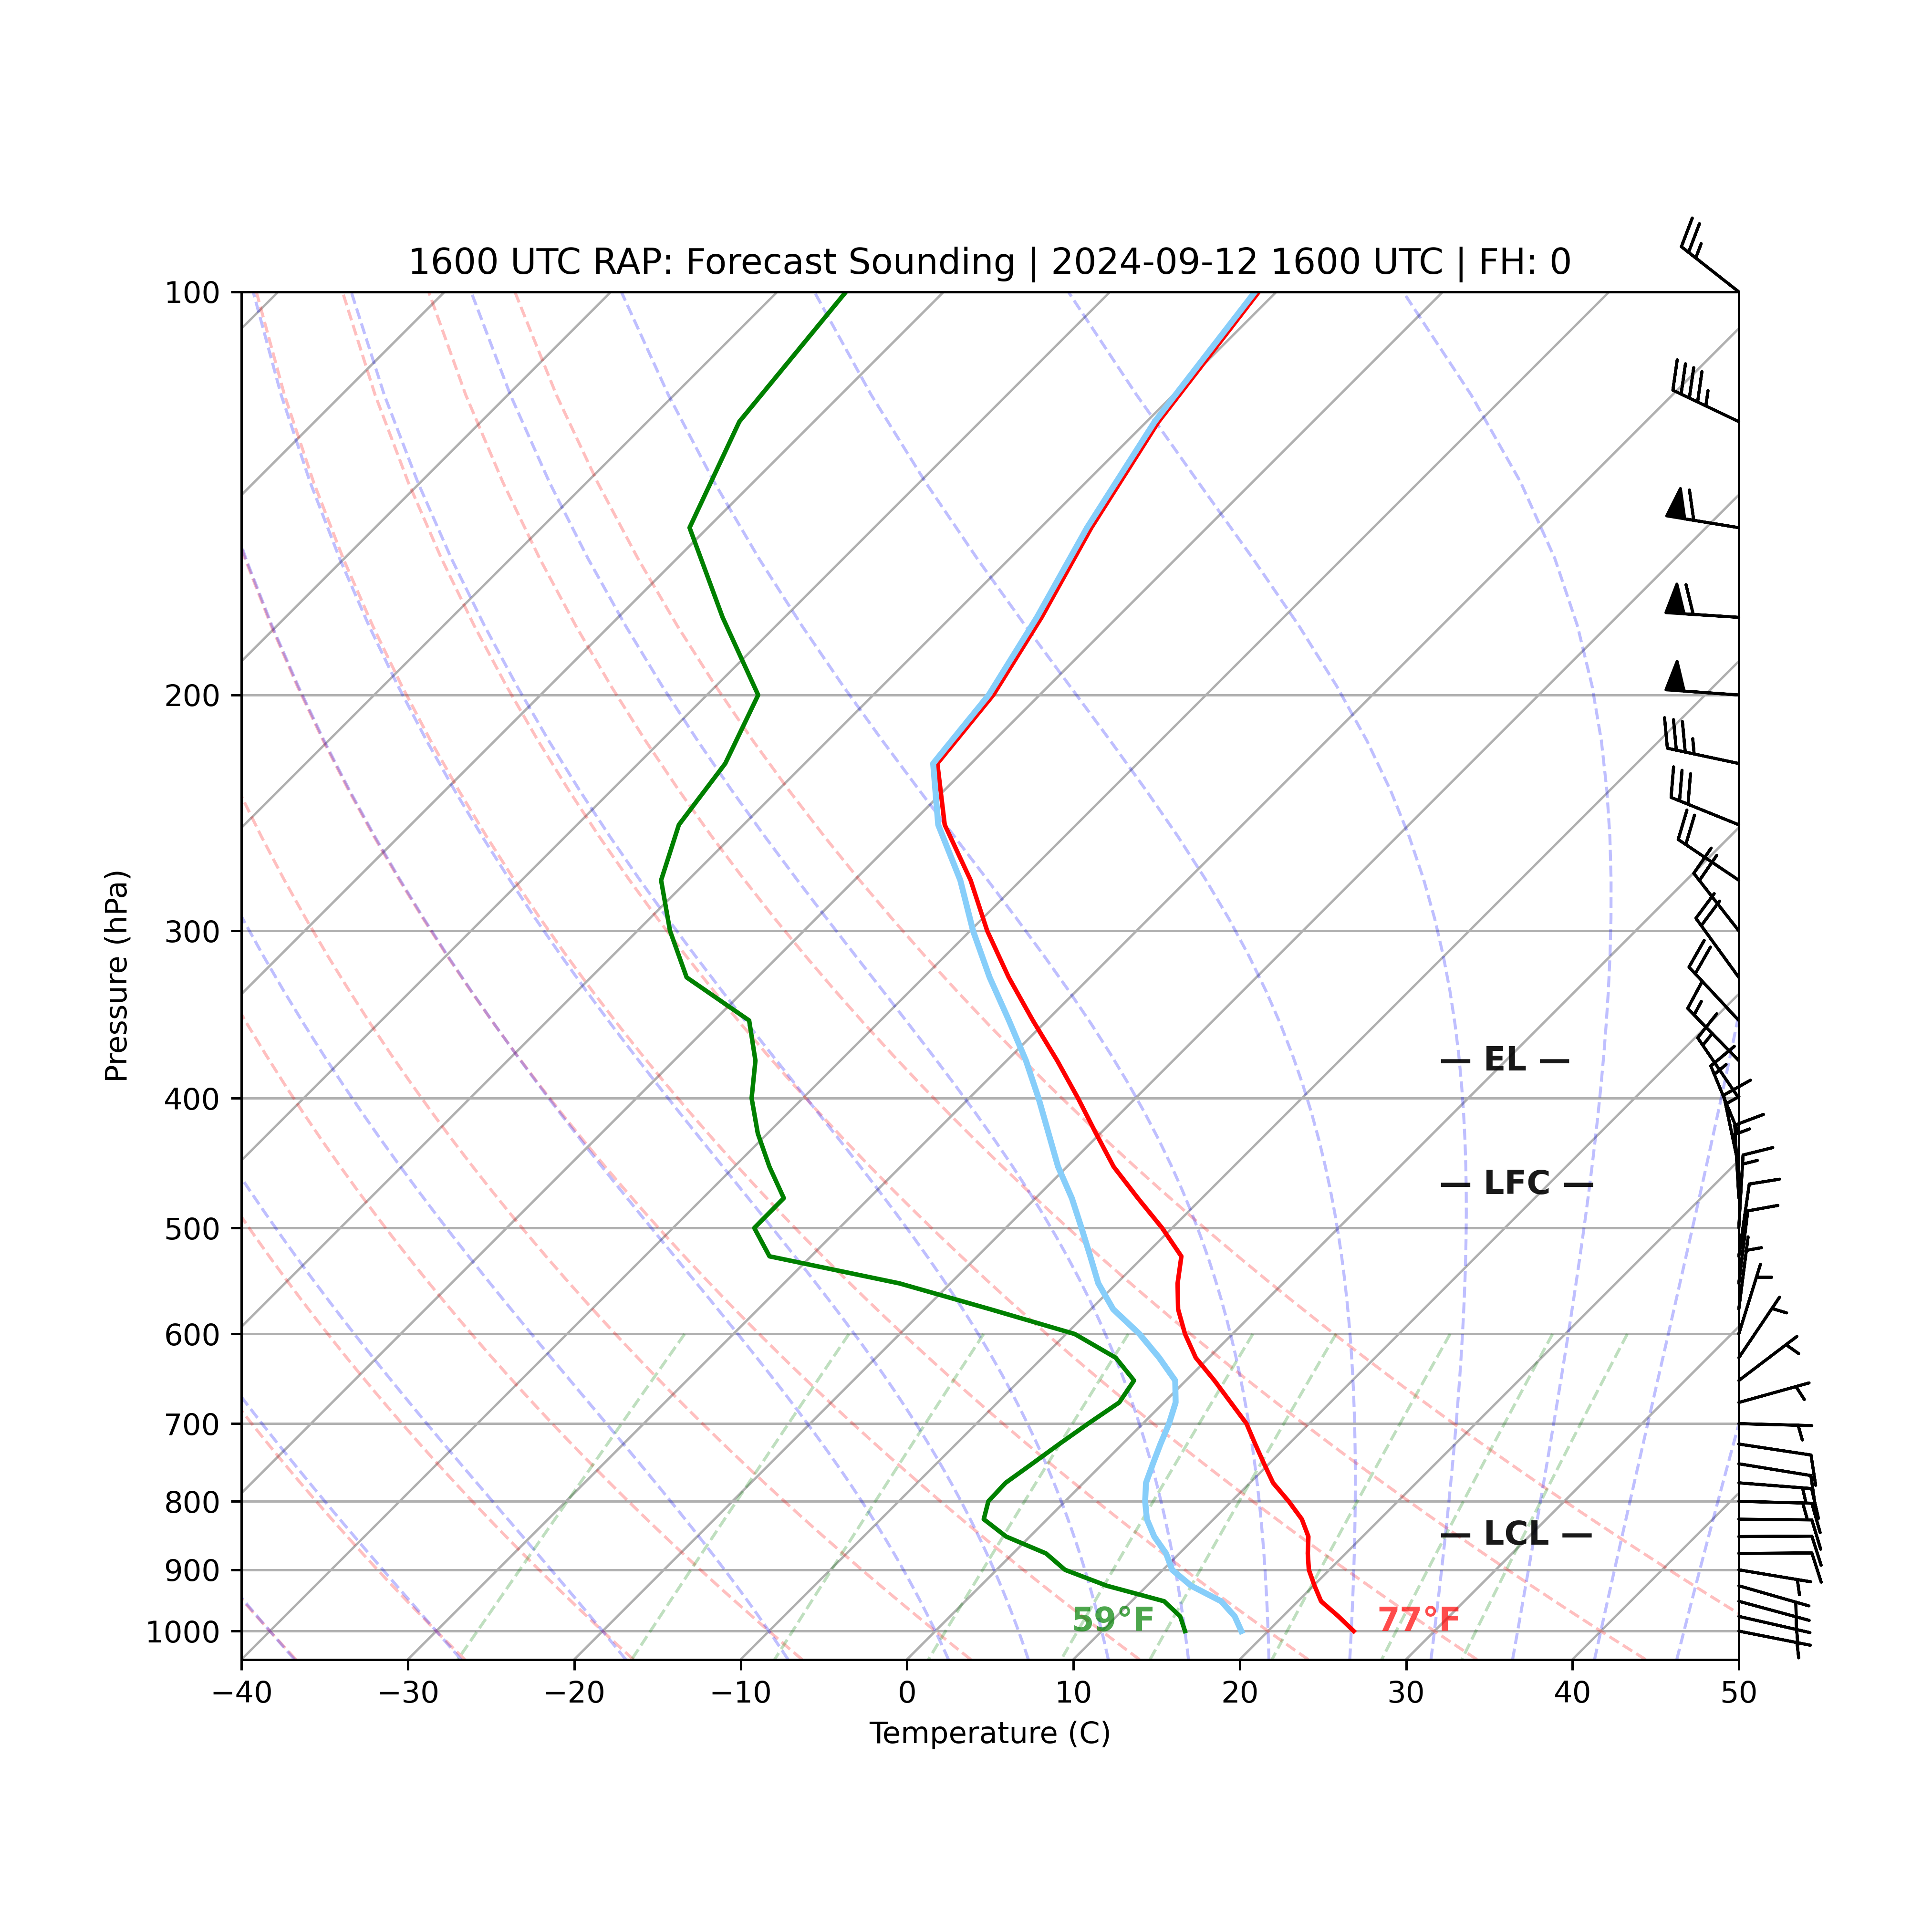 1600 UTC RAP: Forecast Sounding | 2024-09-12 1600 UTC | FH: 0
100
200
300
400
500
600
700
800
900
1000
Pressure (hPa)
— EL —
— LFC —
— LCL —
59°F
77°F
−40 −30 −20 −10 0 10 20 30 40 50
Temperature (C)